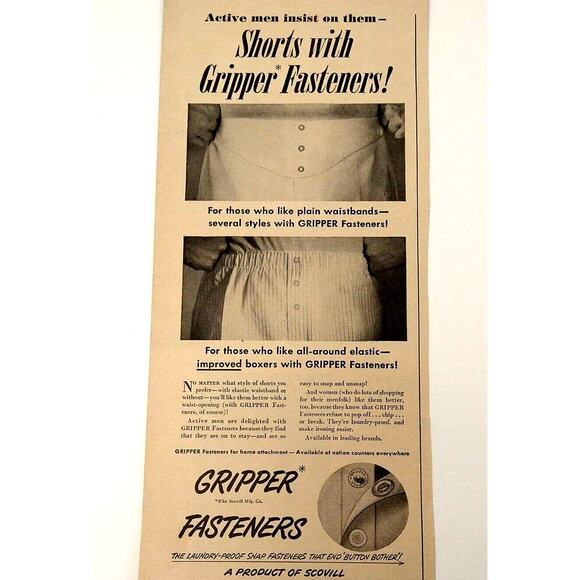 Active men insist on them—
Shorts with
Gripper* Fasteners!
For those who like plain waistbands—
several styles with GRIPPER Fasteners!
For those who like all-around elastic—
improved boxers with GRIPPER Fasteners!
NO MATTER what style of shorts you
prefer—with elastic waistband or
without—you'll like them better with a
waist-opening (with GRIPPER Fast-
eners, of course)!
Active men are delighted with
GRIPPER Fasteners because they find
that they are on to stay—and are so
easy to snap and unsnap!
And women (who do lots of shopping
for their menfolk) like them better,
too, because they know that GRIPPER
Fasteners refuse to pop off . . . chip . . .
or break. They're laundry-proof, and
make ironing easier.
Available in leading brands.
GRIPPER Fasteners for home attachment—Available at notion counters everywhere
GRIPPER*
*® by Scovill Mfg. Co.
FASTENERS
THE LAUNDRY-PROOF SNAP FASTENERS THAT END 'BUTTON BOTHER'!
A PRODUCT OF SCOVILL